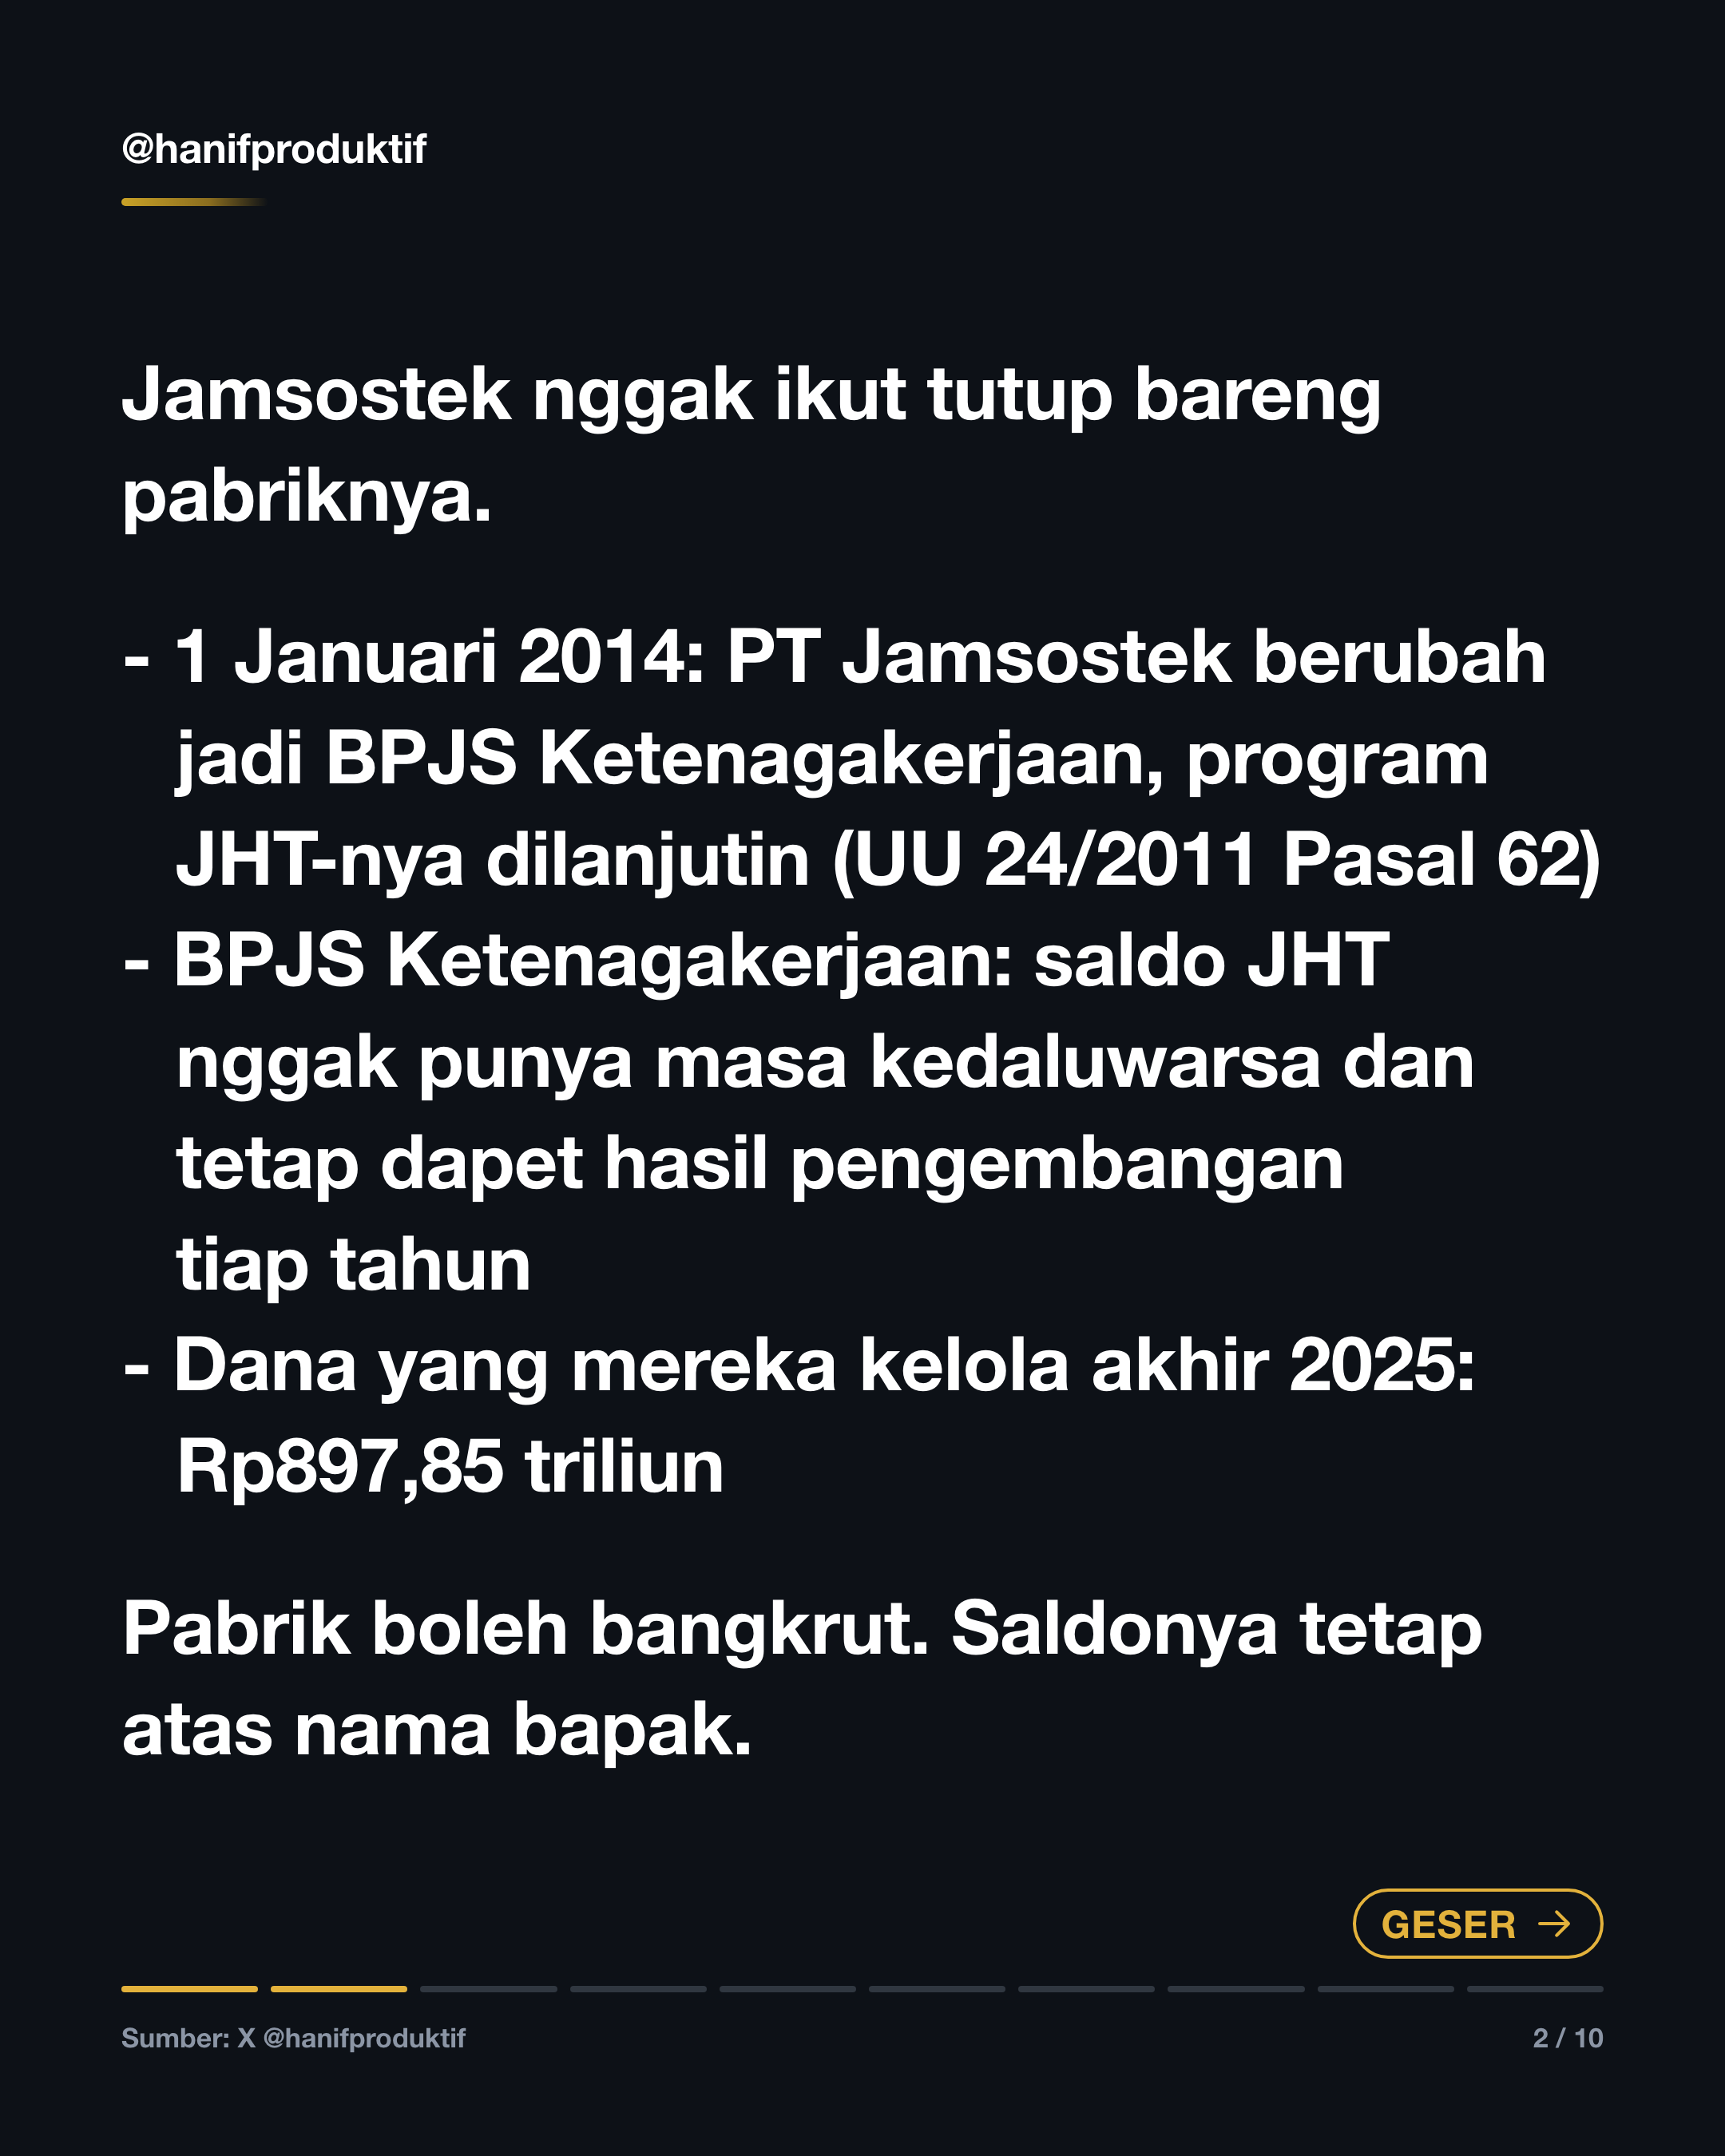 @hanifproduktif
Jamsostek nggak ikut tutup bareng
pabriknya.
- 1 Januari 2014: PT Jamsostek berubah
jadi BPJS Ketenagakerjaan, program
JHT-nya dilanjutin (UU 24/2011 Pasal 62)
- BPJS Ketenagakerjaan: saldo JHT
nggak punya masa kedaluwarsa dan
tetap dapet hasil pengembangan
tiap tahun
- Dana yang mereka kelola akhir 2025:
Rp897,85 triliun
Pabrik boleh bangkrut. Saldonya tetap
atas nama bapak.
GESER →
Sumber: X @hanifproduktif
2 / 10